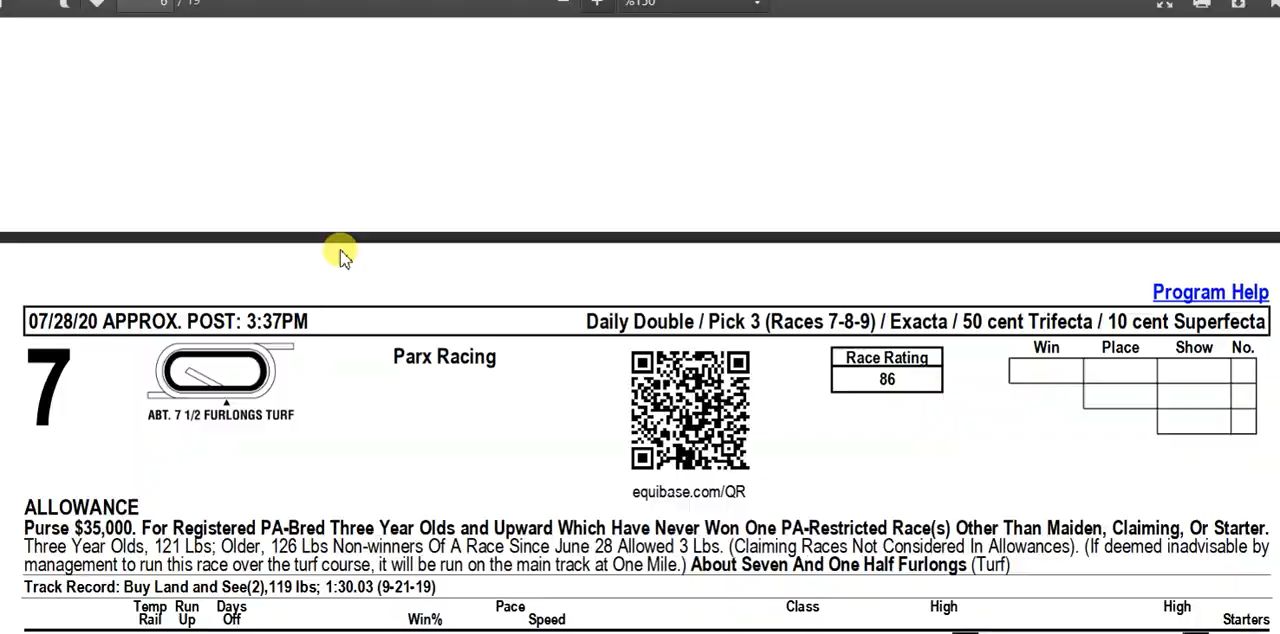 6 / 19
%150
Program Help
07/28/20 APPROX. POST: 3:37PM Daily Double / Pick 3 (Races 7-8-9) / Exacta / 50 cent Trifecta / 10 cent Superfecta
7
ABT. 7 1/2 FURLONGS TURF
Parx Racing
equibase.com/QR
Race Rating
86
Win Place Show No.
ALLOWANCE
Purse $35,000. For Registered PA-Bred Three Year Olds and Upward Which Have Never Won One PA-Restricted Race(s) Other Than Maiden, Claiming, Or Starter.
Three Year Olds, 121 Lbs; Older, 126 Lbs Non-winners Of A Race Since June 28 Allowed 3 Lbs. (Claiming Races Not Considered In Allowances). (If deemed inadvisable by
management to run this race over the turf course, it will be run on the main track at One Mile.) About Seven And One Half Furlongs (Turf)
Track Record: Buy Land and See(2),119 lbs; 1:30.03 (9-21-19)
Temp Run Days Pace Class High High
Rail Up Off Win% Speed Starters